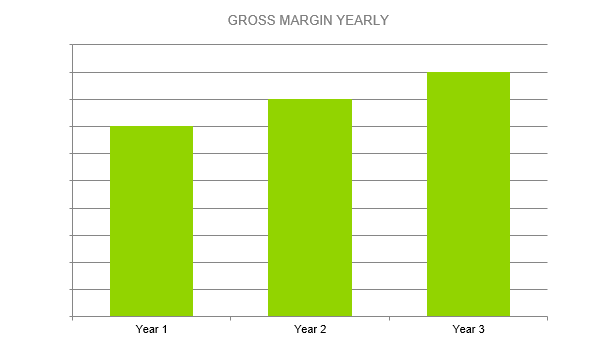 GROSS MARGIN YEARLY
Year 1
Year 2
Year 3